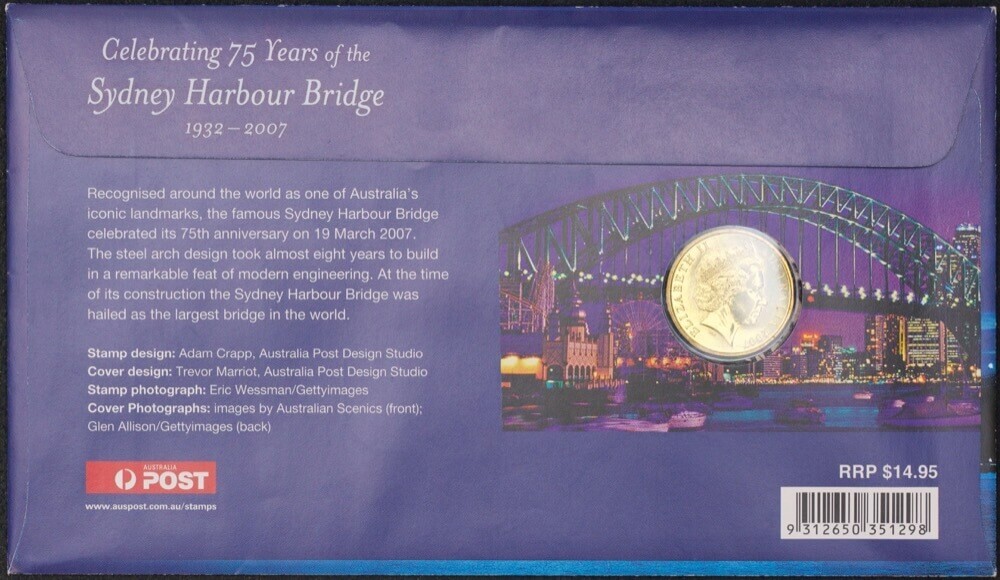 Celebrating 75 Years of the
Sydney Harbour Bridge
1932 – 2007
Recognised around the world as one of Australia's
iconic landmarks, the famous Sydney Harbour Bridge
celebrated its 75th anniversary on 19 March 2007.
The steel arch design took almost eight years to build
in a remarkable feat of modern engineering. At the time
of its construction the Sydney Harbour Bridge was
hailed as the largest bridge in the world.
Stamp design: Adam Crapp, Australia Post Design Studio
Cover design: Trevor Marriot, Australia Post Design Studio
Stamp photograph: Eric Wessman/Gettyimages
Cover Photographs: images by Australian Scenics (front);
Glen Allison/Gettyimages (back)
AUSTRALIA
POST
www.auspost.com.au/stamps
ELIZABETH II
2007
RRP $14.95
9 312650 351298